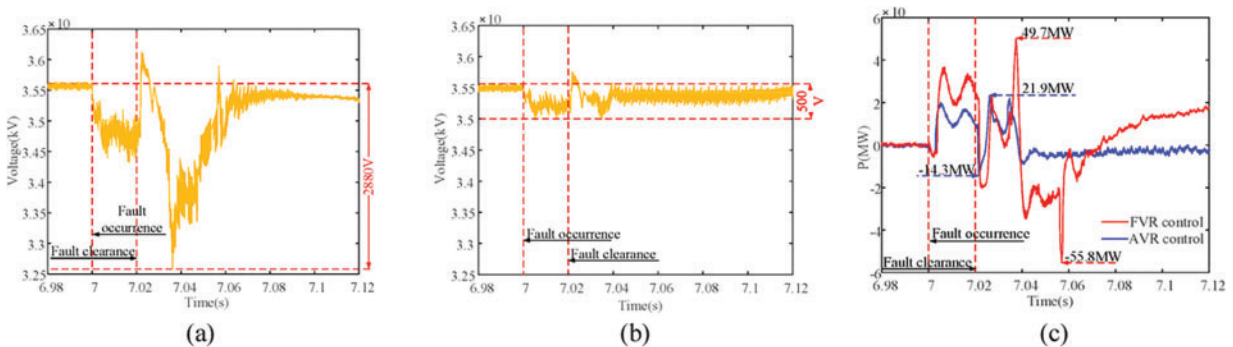 ×10
3.65
3.6
3.55
3.5
3.45
3.4
3.35
3.3
3.25
Voltage(kV)
Fault
occurrence
Fault clearance
-2880V
6.98 7 7.02 7.04 7.06 7.08 7.1 7.12
Time(s)
(a)
×10
3.65
3.6
3.55
3.5
3.45
3.4
3.35
3.3
3.25
Voltage(kV)
500
V
Fault occurrence
Fault clearance
6.98 7 7.02 7.04 7.06 7.08 7.1 7.12
Time(s)
(b)
×10
6
4
2
0
-2
-4
-6
P(MW)
49.7MW
21.9MW
-14.3MW
-55.8MW
FVR control
AVR control
Fault occurrence
Fault clearance
6.98 7 7.02 7.04 7.06 7.08 7.1 7.12
Time(s)
(c)